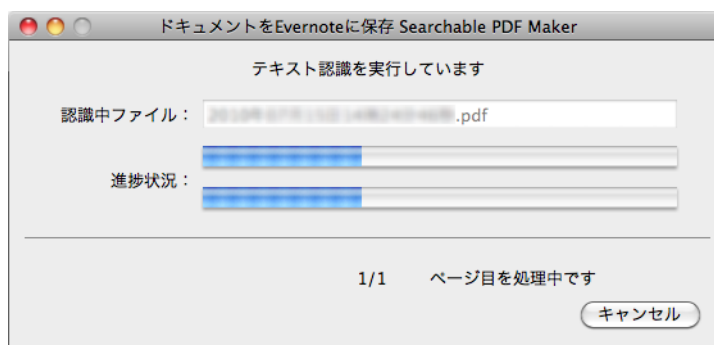 ドキュメントをEvernoteに保存 Searchable PDF Maker
テキスト認識を実行しています
認識中ファイル： .pdf
進捗状況：
1/1 ページ目を処理中です
キャンセル